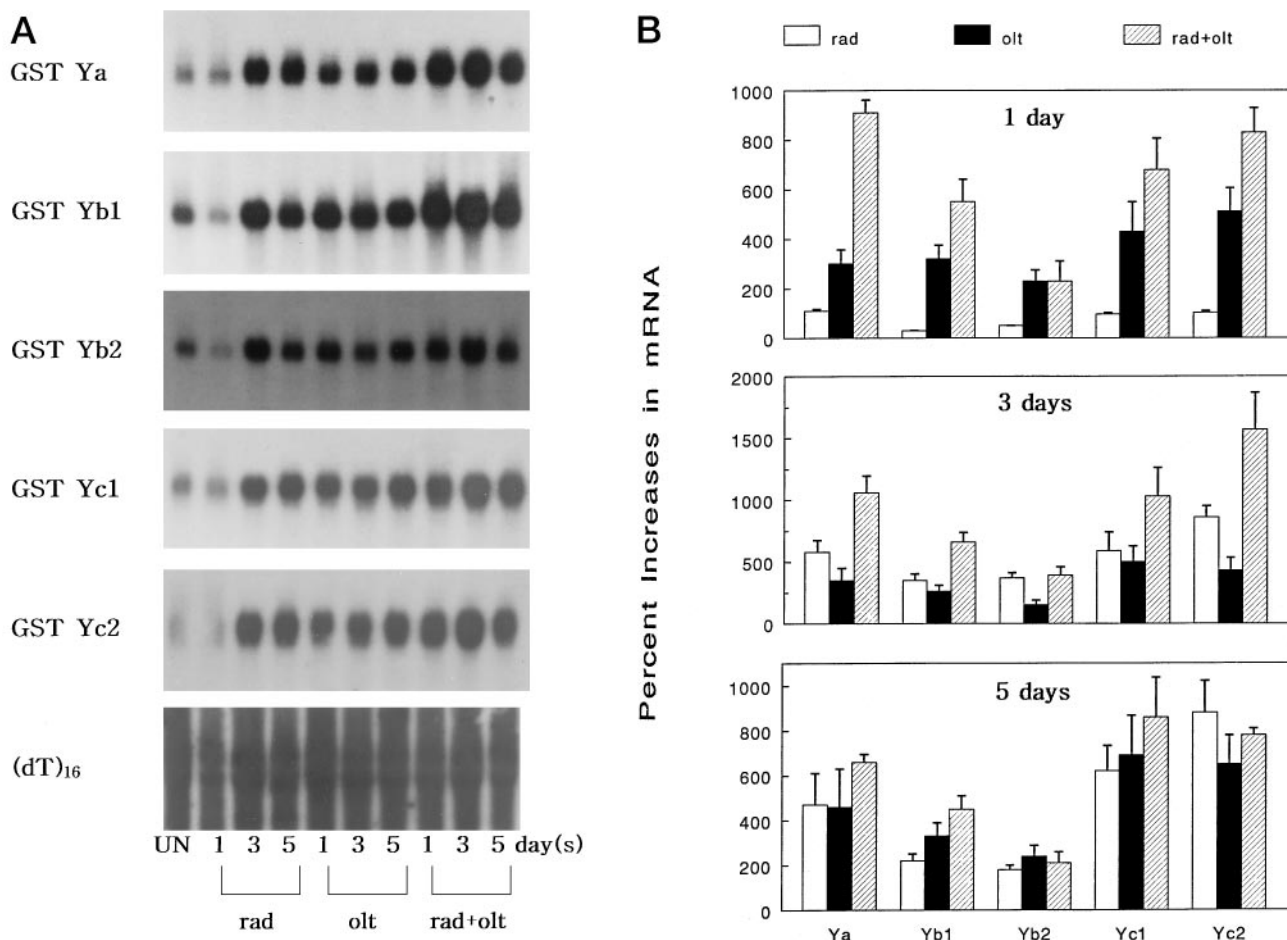 A
GST Ya
GST Yb1
GST Yb2
GST Yc1
GST Yc2
(dT)16
UN 1 3 5 1 3 5 1 3 5 day(s)
rad olt rad+olt
B
rad olt rad+olt
Percent Increases in mRNA
1 day
1000
800
600
400
200
0
3 days
2000
1500
1000
500
0
5 days
1000
800
600
400
200
0
Ya Yb1 Yb2 Yc1 Yc2